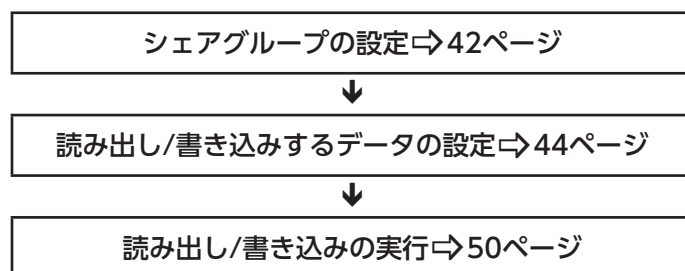 シェアグループの設定⇨42ページ
読み出し/書き込みするデータの設定⇨44ページ
読み出し/書き込みの実行⇨50ページ